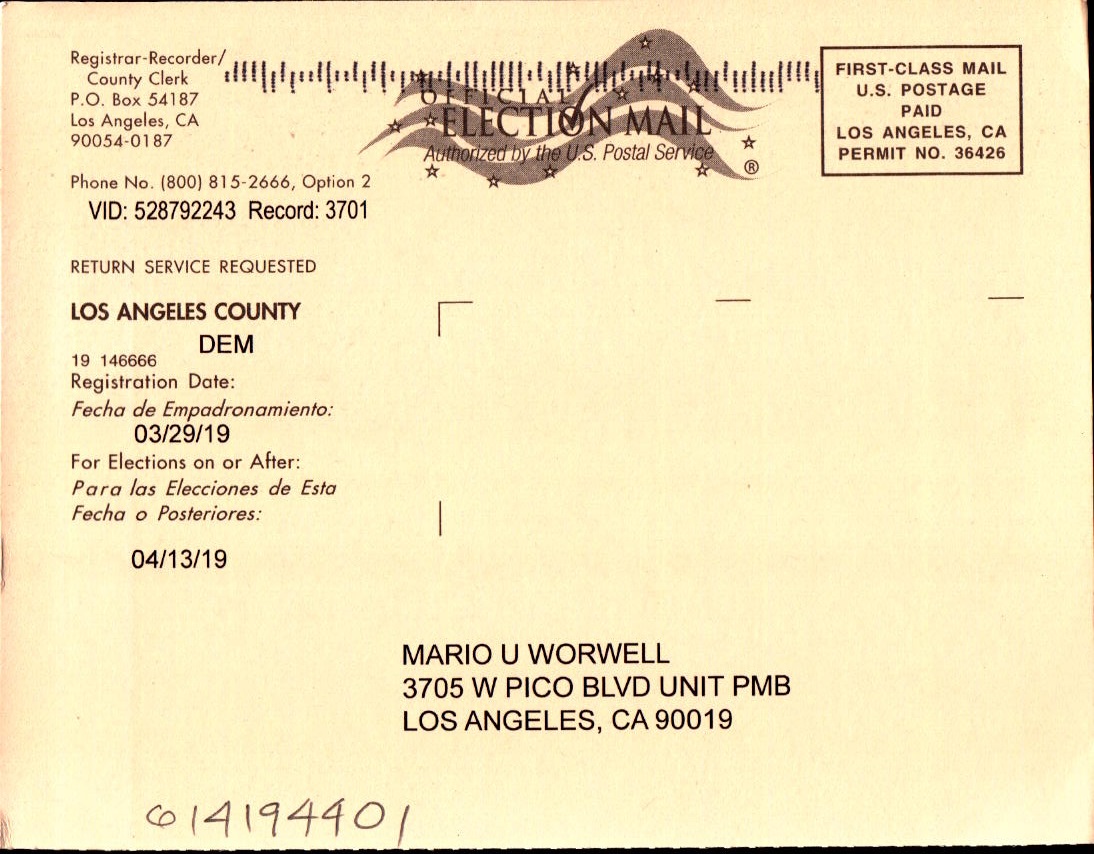 Registrar-Recorder/
County Clerk
P.O. Box 54187
Los Angeles, CA
90054-0187
Phone No. (800) 815-2666, Option 2
VID: 528792243 Record: 3701
OFFICIAL
ELECTION MAIL
Authorized by the U.S. Postal Service
®
FIRST-CLASS MAIL
U.S. POSTAGE
PAID
LOS ANGELES, CA
PERMIT NO. 36426
RETURN SERVICE REQUESTED
LOS ANGELES COUNTY
DEM
19 146666
Registration Date:
Fecha de Empadronamiento:
03/29/19
For Elections on or After:
Para las Elecciones de Esta
Fecha o Posteriores:
04/13/19
MARIO U WORWELL
3705 W PICO BLVD UNIT PMB
LOS ANGELES, CA 90019
614194401